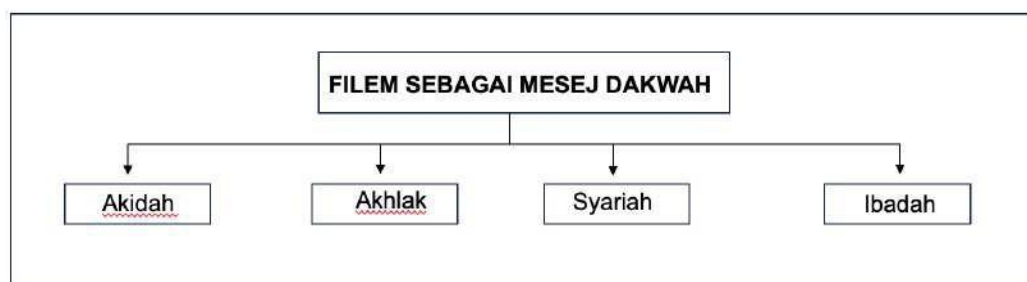 FILEM SEBAGAI MESEJ DAKWAH
Akidah
Akhlak
Syariah
Ibadah